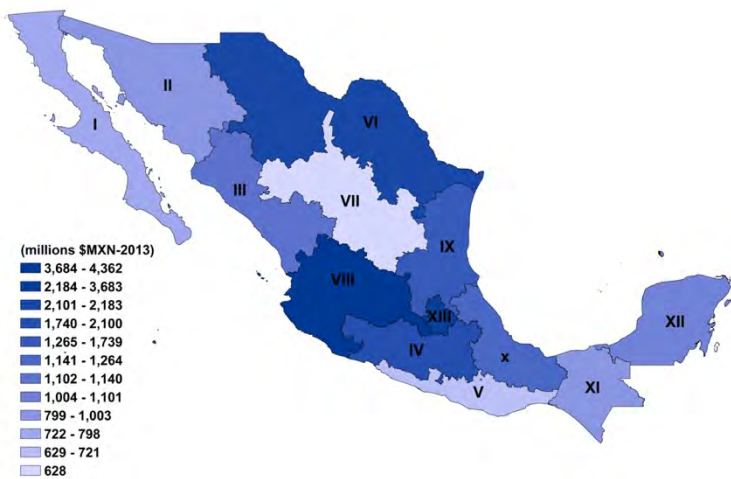 I
II
VI
III
VII
IX
VIII
XIII
XII
IV
x
V
XI
(millions $MXN-2013)
3,684 - 4,362
2,184 - 3,683
2,101 - 2,183
1,740 - 2,100
1,265 - 1,739
1,141 - 1,264
1,102 - 1,140
1,004 - 1,101
799 - 1,003
722 - 798
629 - 721
628